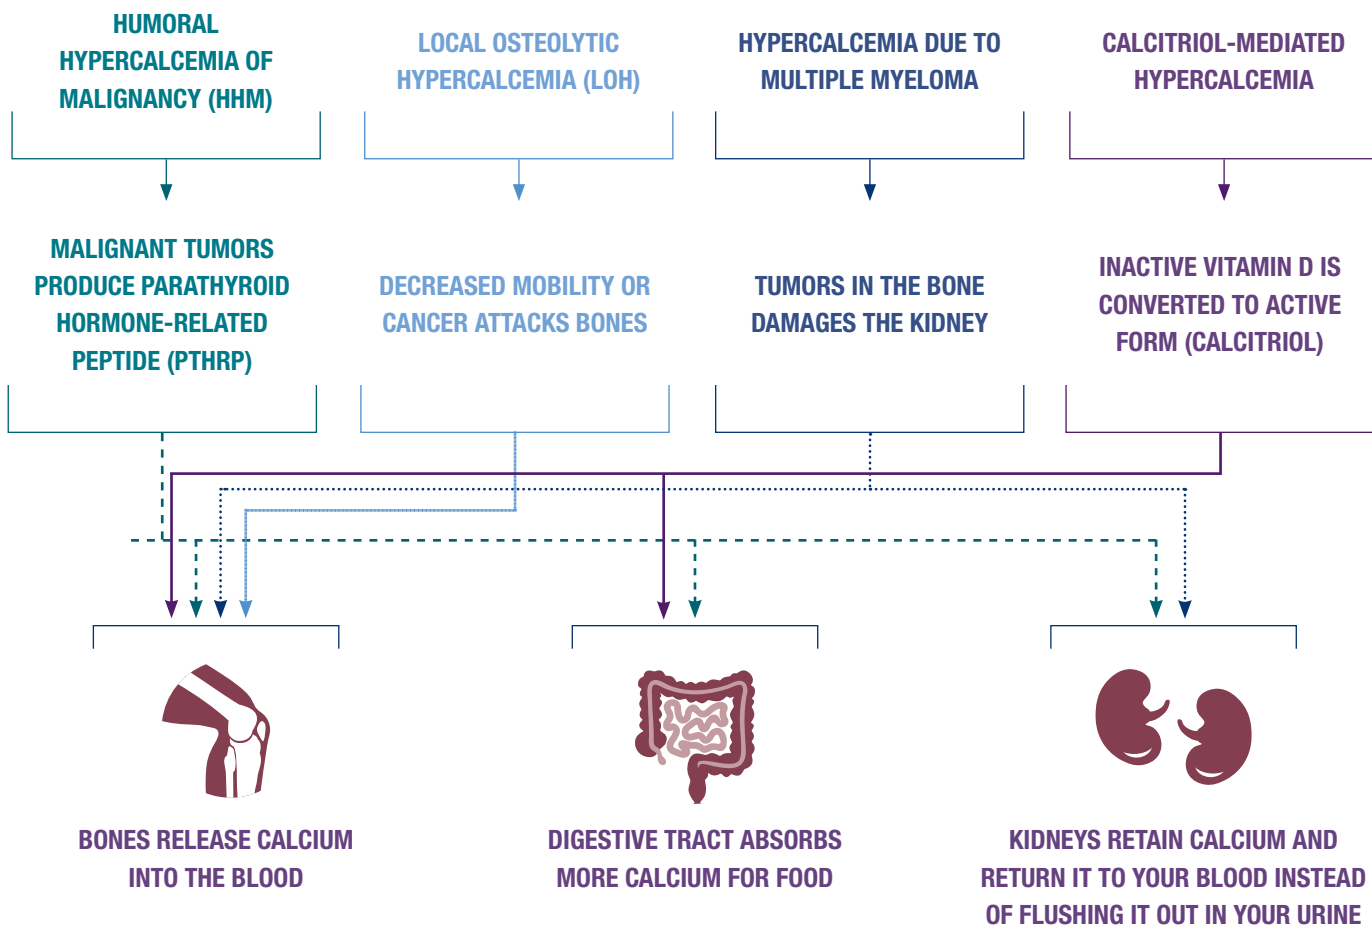 HUMORAL
HYPERCALCEMIA OF
MALIGNANCY (HHM)
LOCAL OSTEOLYTIC
HYPERCALCEMIA (LOH)
HYPERCALCEMIA DUE TO
MULTIPLE MYELOMA
CALCITRIOL-MEDIATED
HYPERCALCEMIA
MALIGNANT TUMORS
PRODUCE PARATHYROID
HORMONE-RELATED
PEPTIDE (PTHRP)
DECREASED MOBILITY OR
CANCER ATTACKS BONES
TUMORS IN THE BONE
DAMAGES THE KIDNEY
INACTIVE VITAMIN D IS
CONVERTED TO ACTIVE
FORM (CALCITRIOL)
BONES RELEASE CALCIUM
INTO THE BLOOD
DIGESTIVE TRACT ABSORBS
MORE CALCIUM FOR FOOD
KIDNEYS RETAIN CALCIUM AND
RETURN IT TO YOUR BLOOD INSTEAD
OF FLUSHING IT OUT IN YOUR URINE